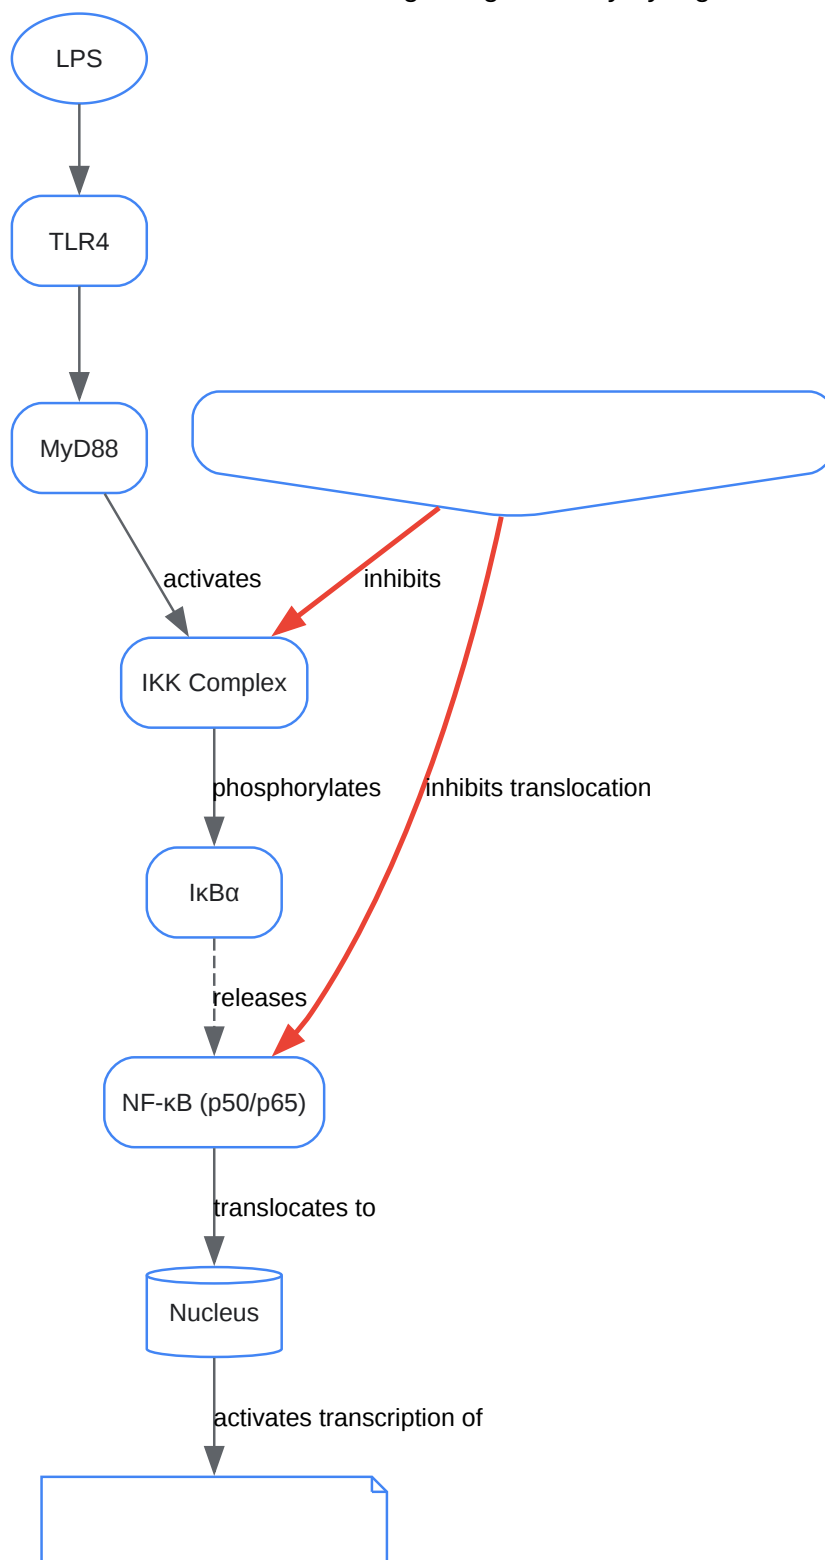 LPS
TLR4
MyD88
activates
inhibits
IKK Complex
phosphorylates
inhibits translocation
IκBα
releases
NF-κB (p50/p65)
translocates to
Nucleus
activates transcription of